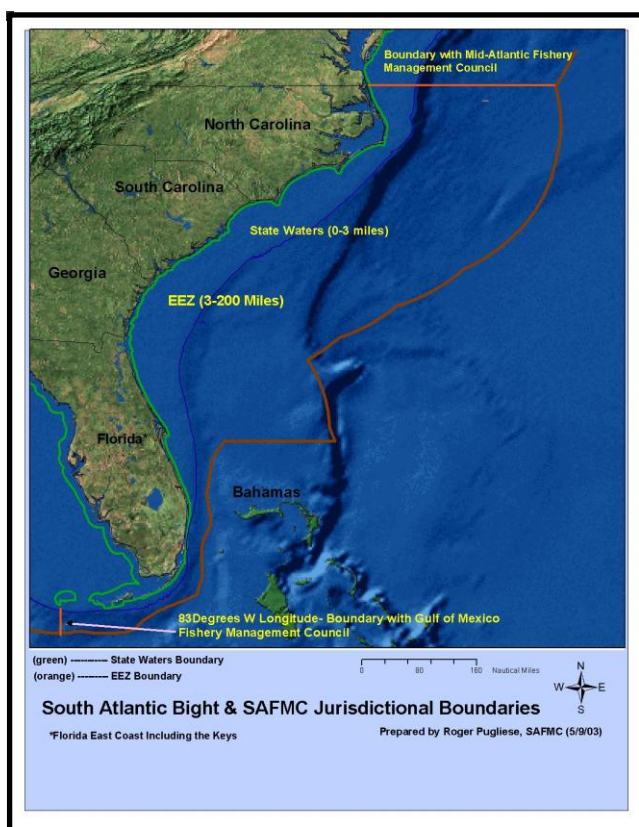 Boundary with Mid-Atlantic Fishery
Management Council
North Carolina
South Carolina
State Waters (0-3 miles)
Georgia
EEZ (3-200 Miles)
Florida*
Bahamas
83Degrees W Longitude- Boundary with Gulf of Mexico
Fishery Management Council
(green) ---------- State Waters Boundary
(orange) -------- EEZ Boundary
0 80 160 Nautical Miles
N
W E
S
South Atlantic Bight & SAFMC Jurisdictional Boundaries
*Florida East Coast Including the Keys
Prepared by Roger Pugliese, SAFMC (5/9/03)